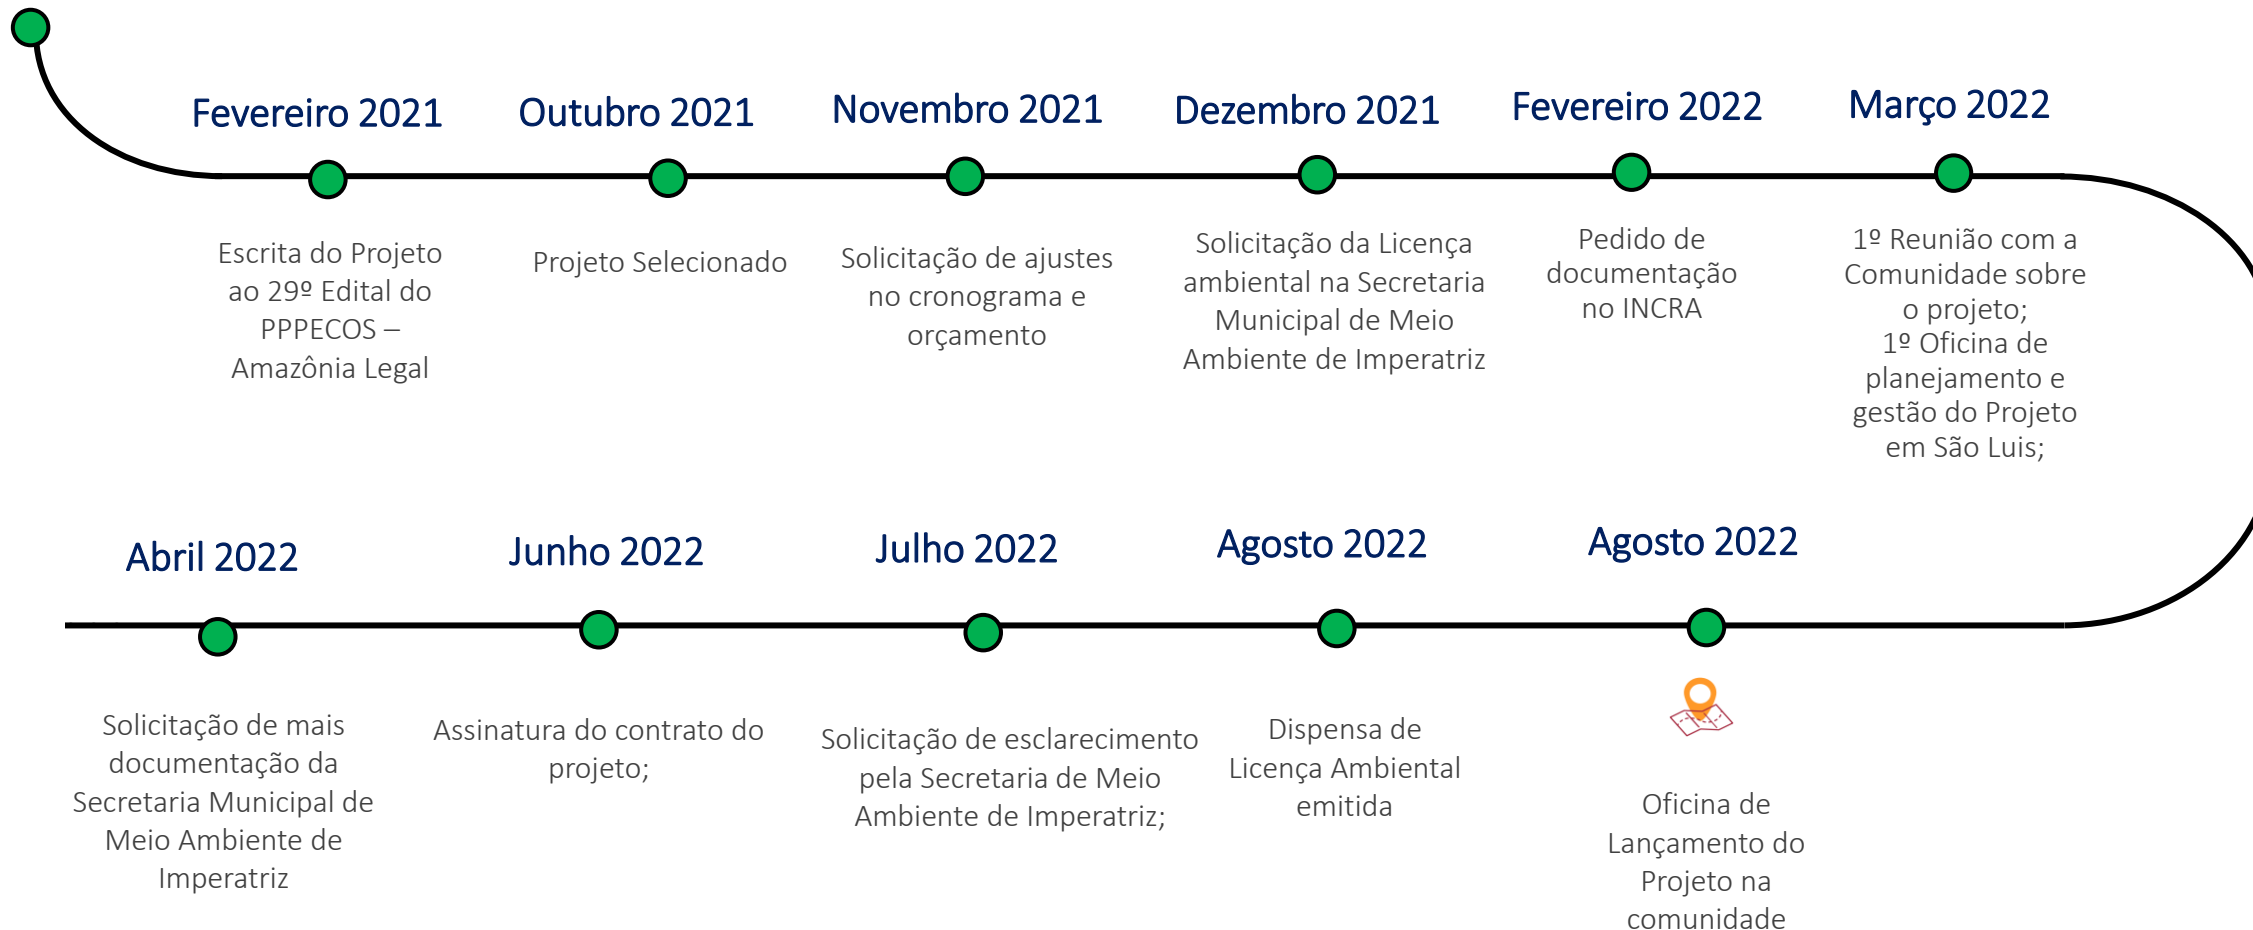 Fevereiro 2021
Escrita do Projeto
ao 29º Edital do
PPPECOS –
Amazônia Legal
Outubro 2021
Projeto Selecionado
Novembro 2021
Solicitação de ajustes
no cronograma e
orçamento
Dezembro 2021
Solicitação da Licença
ambiental na Secretaria
Municipal de Meio
Ambiente de Imperatriz
Fevereiro 2022
Pedido de
documentação
no INCRA
Março 2022
1º Reunião com a
Comunidade sobre
o projeto;
1º Oficina de
planejamento e
gestão do Projeto
em São Luis;
Abril 2022
Solicitação de mais
documentação da
Secretaria Municipal de
Meio Ambiente de
Imperatriz
Junho 2022
Assinatura do contrato do
projeto;
Julho 2022
Solicitação de esclarecimento
pela Secretaria de Meio
Ambiente de Imperatriz;
Agosto 2022
Dispensa de
Licença Ambiental
emitida
Agosto 2022
Oficina de
Lançamento do
Projeto na
comunidade